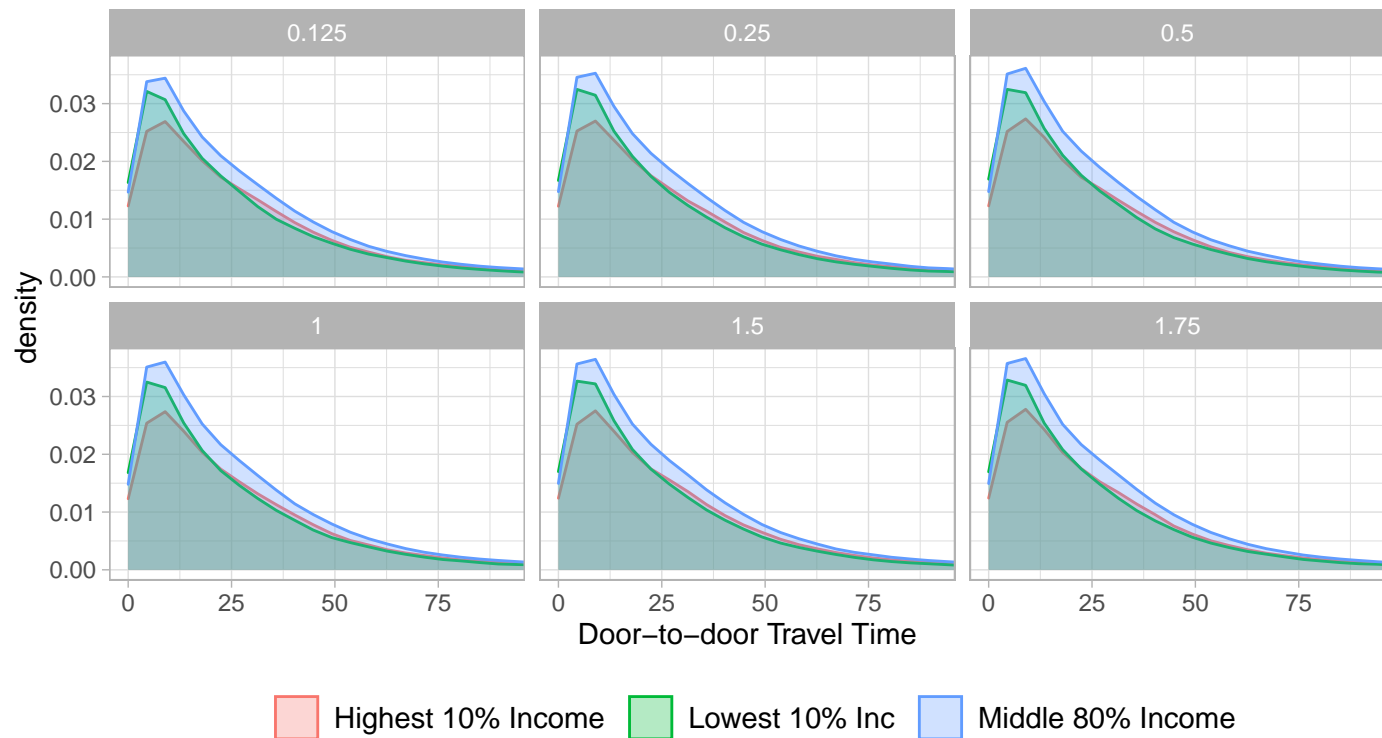 0.125 0.25 0.5
0.03
0.02
0.01
0.00
density
1 1.5 1.75
0.03
0.02
0.01
0.00
0 25 50 75 0 25 50 75 0 25 50 75
Door−to−door Travel Time
Highest 10% Income Lowest 10% Inc Middle 80% Income